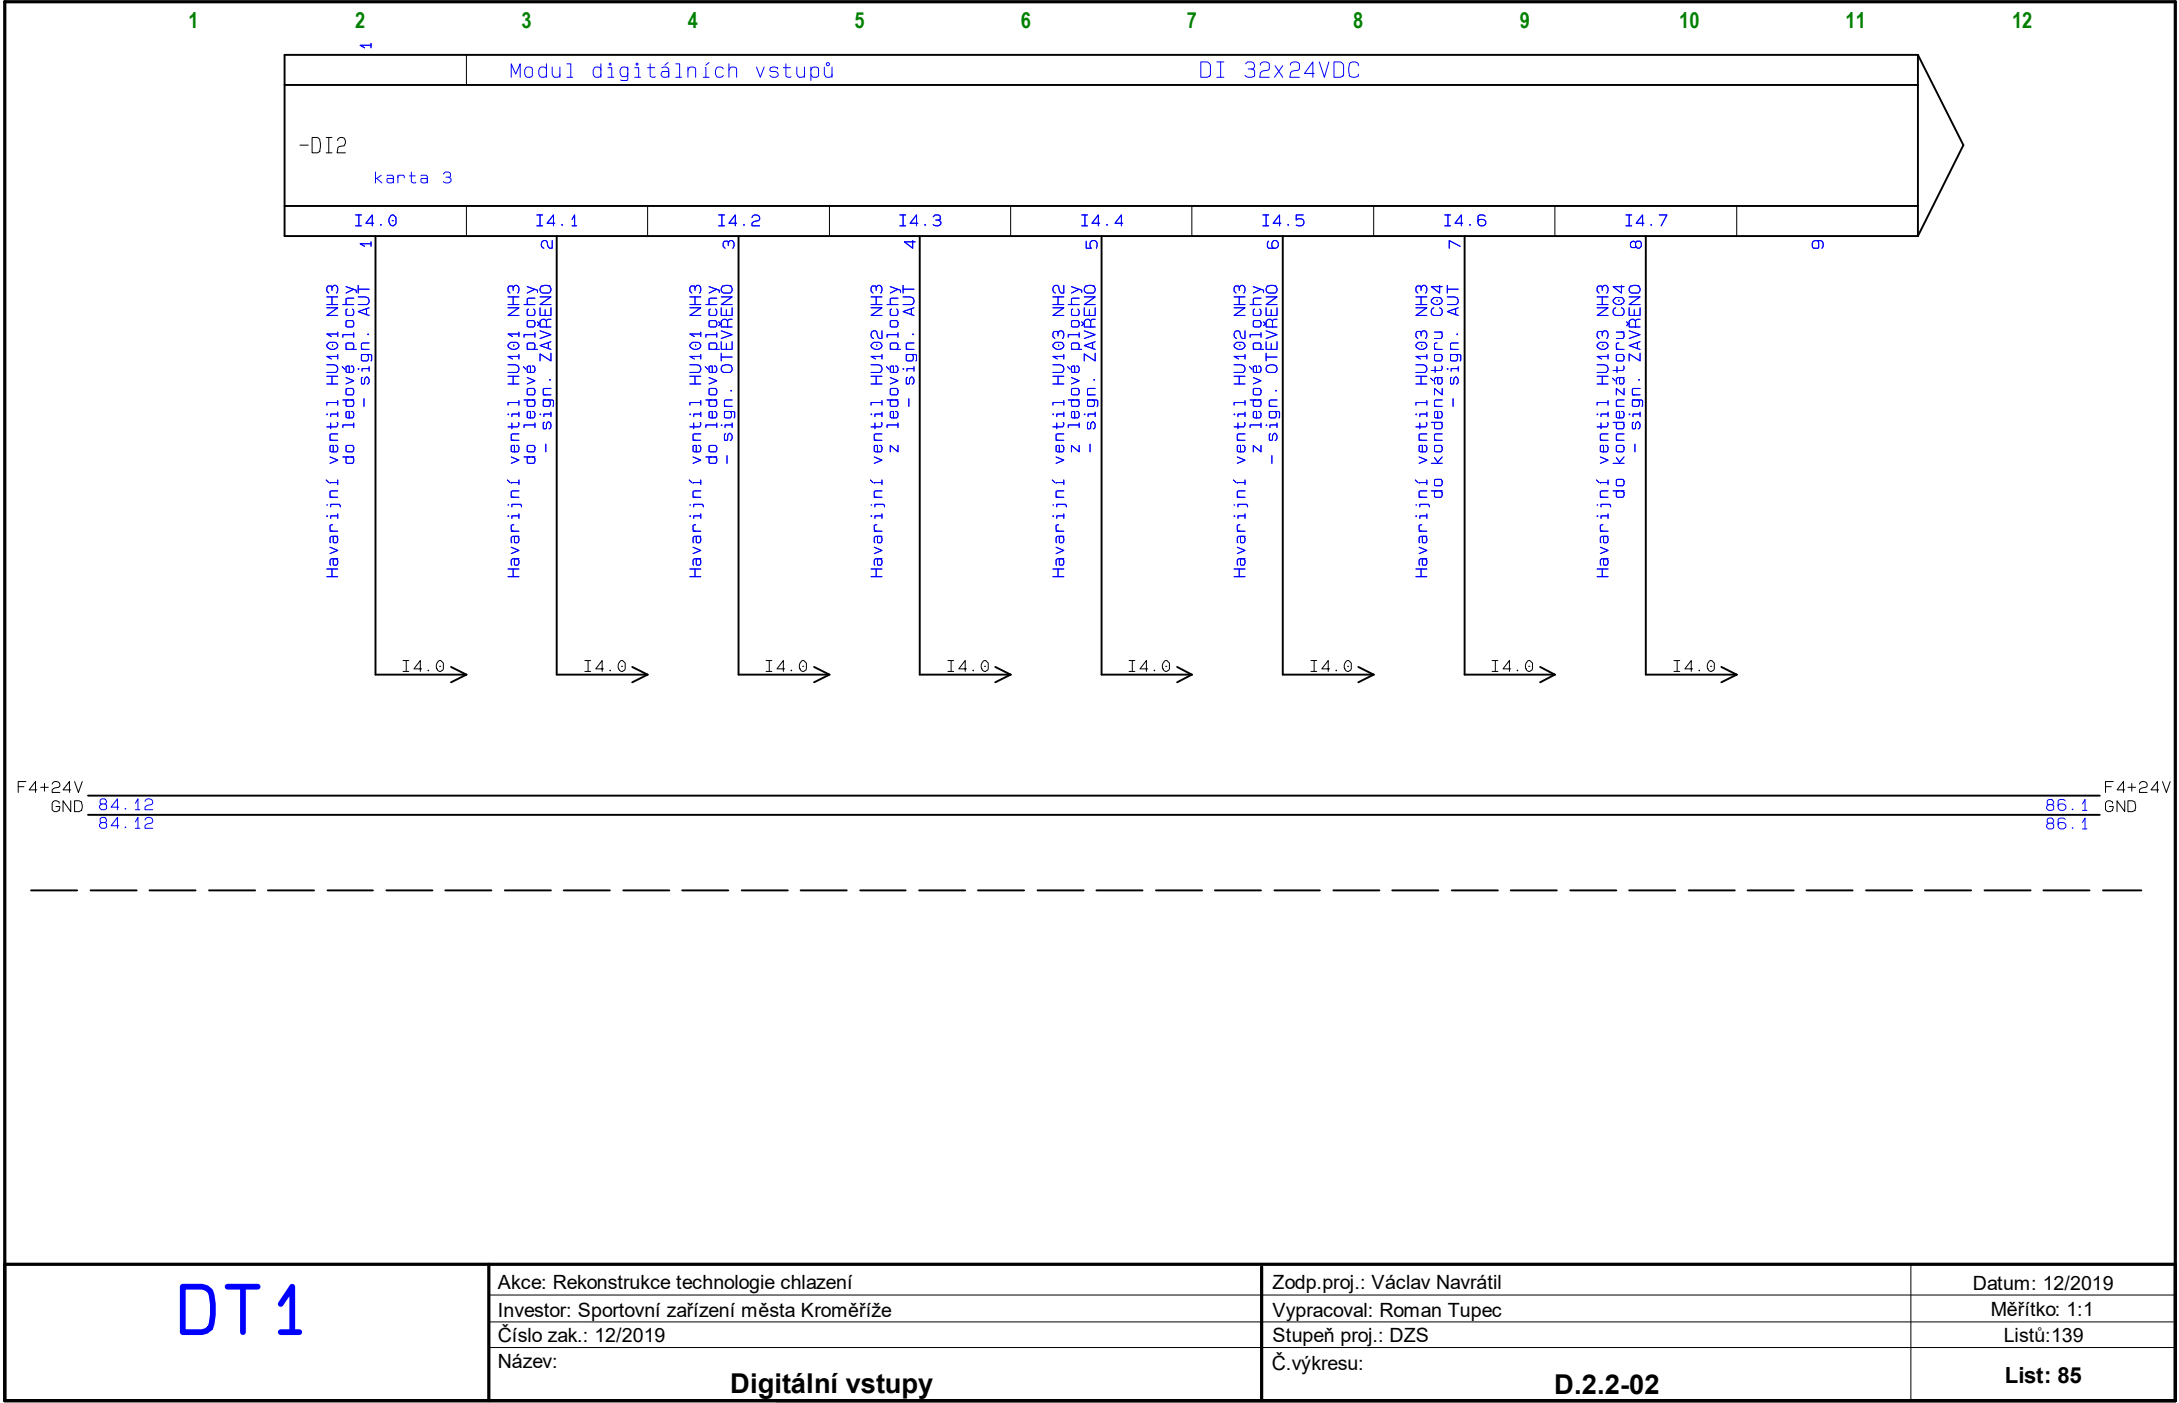 1 2 3 4 5 6 7 8 9 10 11 12
1
Modul digitálních vstupů DI 32x24VDC
-DI2
karta 3
I4.0 I4.1 I4.2 I4.3 I4.4 I4.5 I4.6 I4.7
1 2 3 4 5 6 7 8 9
Havarijní ventil HU101 NH3
do ledové plochy
- sign. AUT
Havarijní ventil HU101 NH3
do ledové plochy
- sign. ZAVŘENO
Havarijní ventil HU101 NH3
do ledové plochy
- sign. OTEVŘENO
Havarijní ventil HU102 NH3
z ledové plochy
- sign. AUT
Havarijní ventil HU103 NH2
z ledové plochy
- sign. ZAVŘENO
Havarijní ventil HU102 NH3
z ledové plochy
- sign. OTEVŘENO
Havarijní ventil HU103 NH3
do kondenzátoru C04
- sign. AUT
Havarijní ventil HU103 NH3
do kondenzátoru C04
- sign. ZAVŘENO
I4.0 I4.0 I4.0 I4.0 I4.0 I4.0 I4.0 I4.0
F4+24V F4+24V
GND 84.12 86.1 GND
84.12 86.1
DT1
Akce: Rekonstrukce technologie chlazení
Investor: Sportovní zařízení města Kroměříže
Číslo zak.: 12/2019
Název:
Digitální vstupy
Zodp.proj.: Václav Navrátil
Vypracoval: Roman Tupec
Stupeň proj.: DZS
Č.výkresu:
D.2.2-02
Datum: 12/2019
Měřítko: 1:1
Listů:139
List: 85